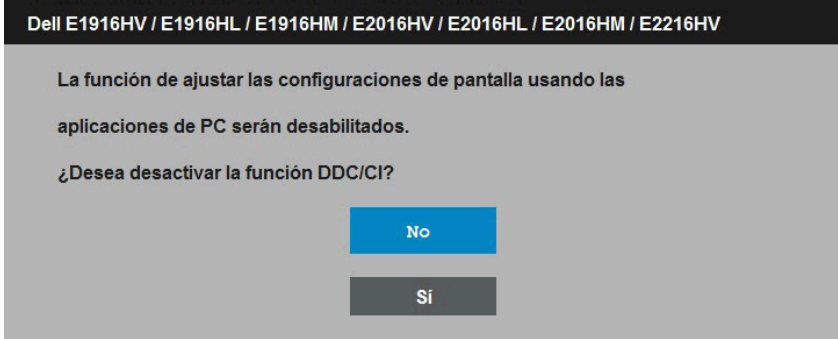 Dell E1916HV / E1916HL / E1916HM / E2016HV / E2016HL / E2016HM / E2216HV
La función de ajustar las configuraciones de pantalla usando las
aplicaciones de PC serán desabilitados.
¿Desea desactivar la función DDC/CI?
No
Sí